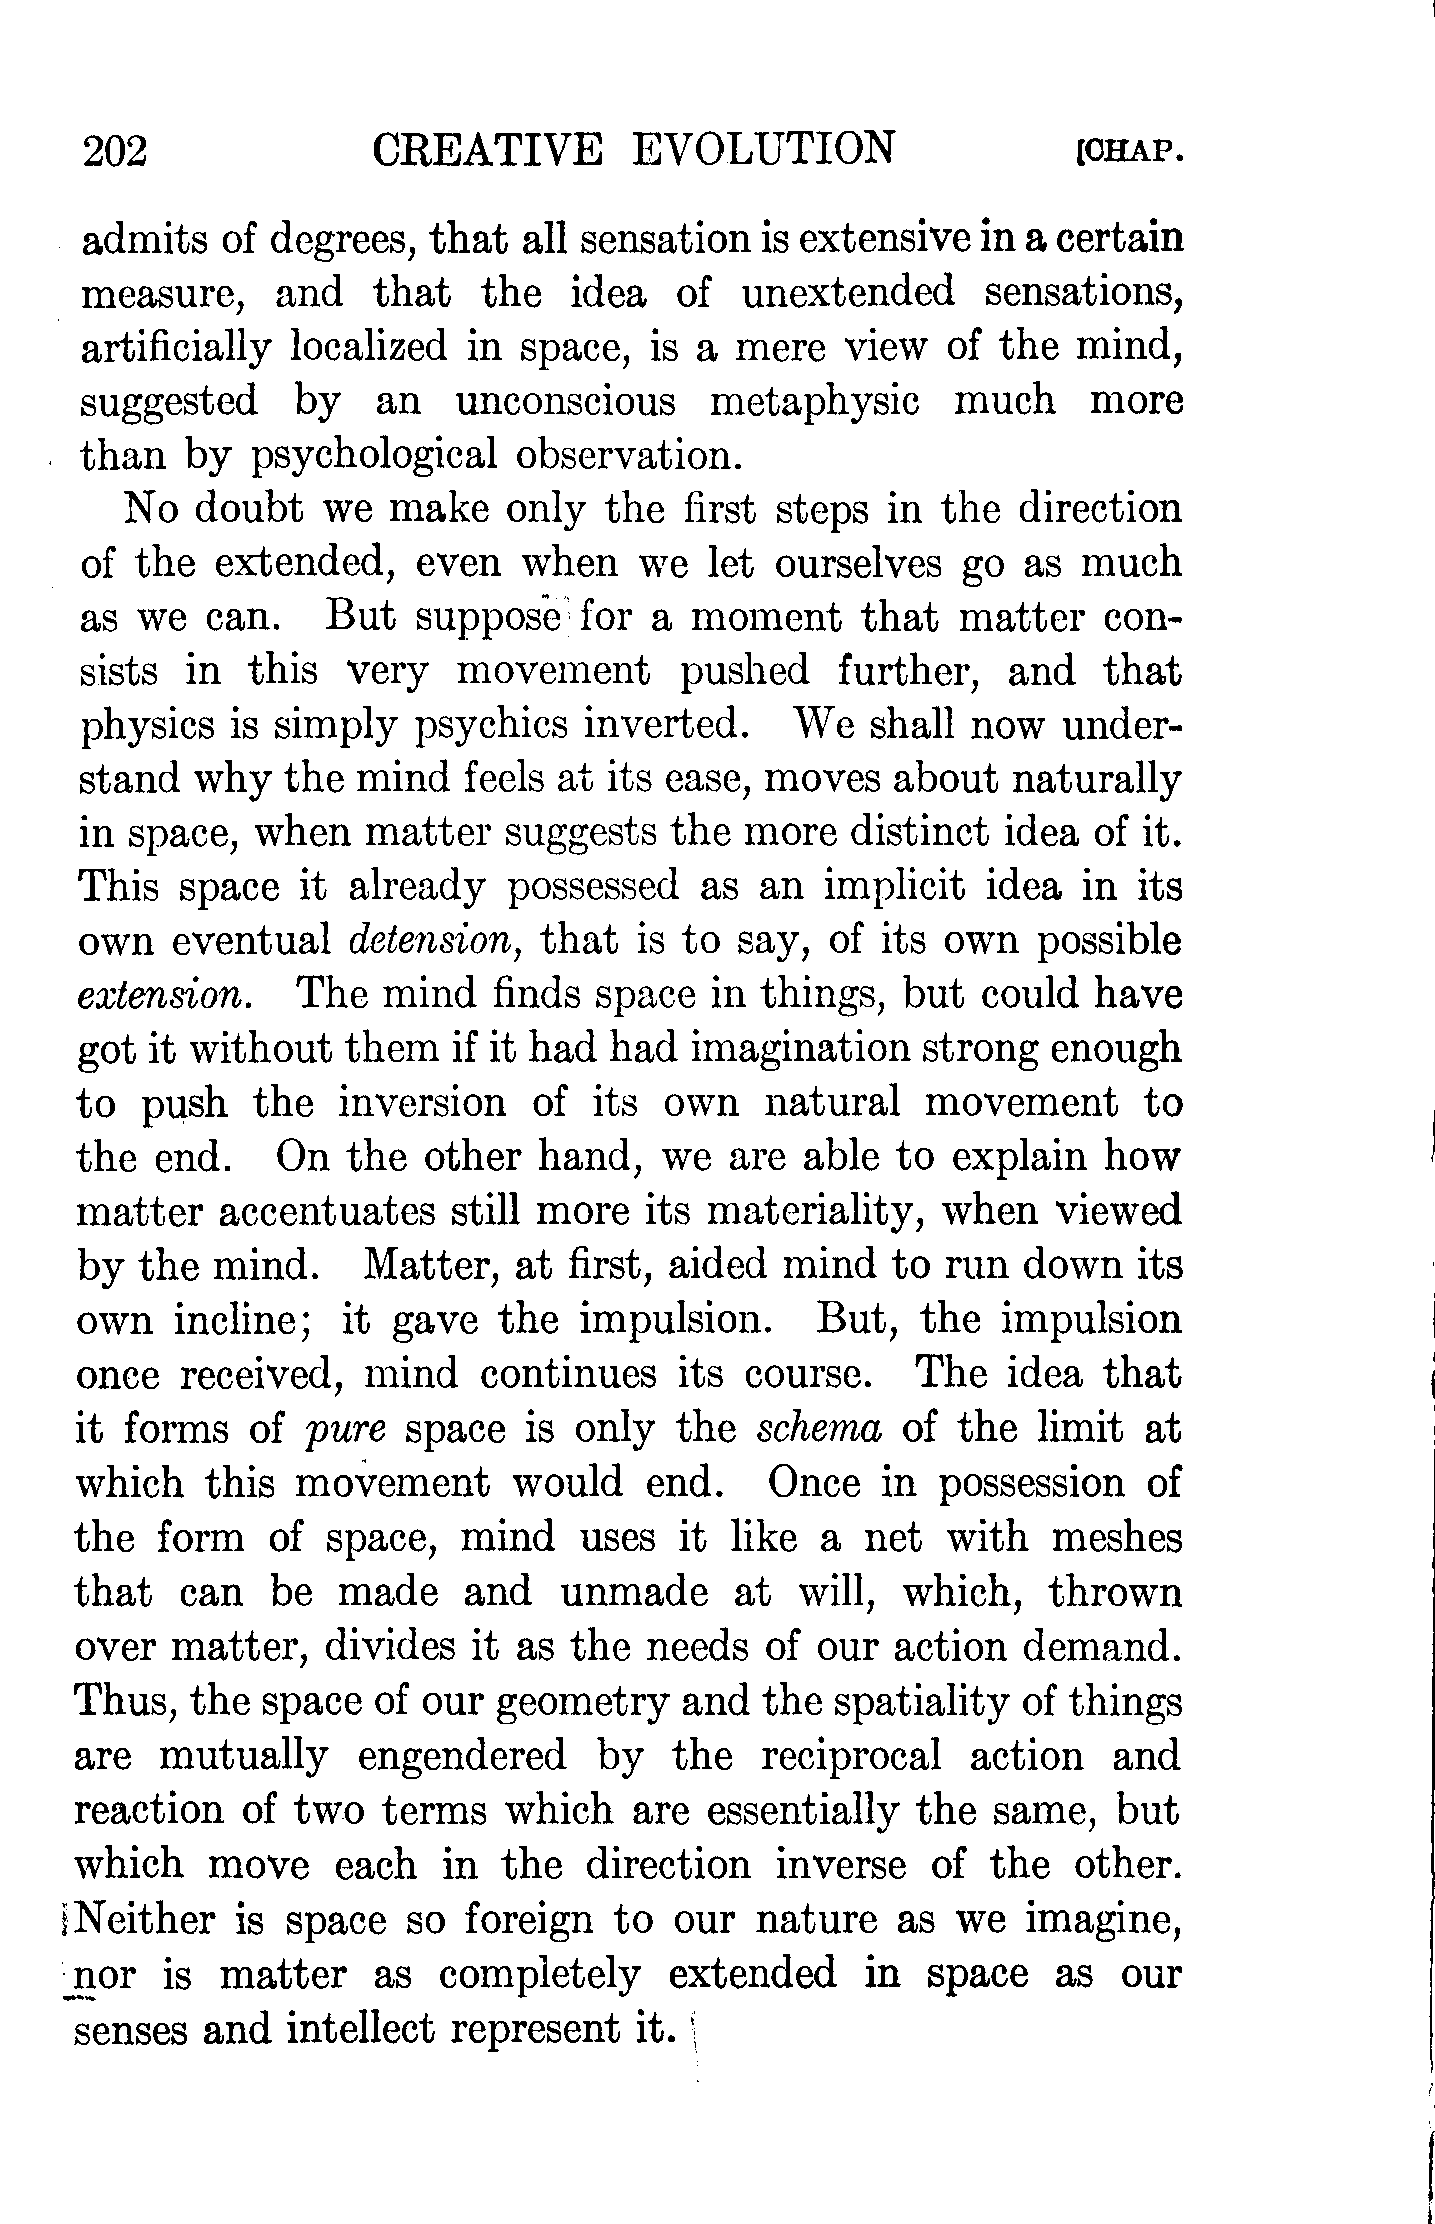 202 CREATIVE EVOLUTION [CHAP.
admits of degrees, that all sensation is extensive in a certain
measure, and that the idea of unextended sensations,
artificially localized in space, is a mere view of the mind,
suggested by an unconscious metaphysic much more
than by psychological observation.
No doubt we make only the first steps in the direction
of the extended, even when we let ourselves go as much
as we can. But suppose for a moment that matter con-
sists in this very movement pushed further, and that
physics is simply psychics inverted. We shall now under-
stand why the mind feels at its ease, moves about naturally
in space, when matter suggests the more distinct idea of it.
This space it already possessed as an implicit idea in its
own eventual detension, that is to say, of its own possible
extension. The mind finds space in things, but could have
got it without them if it had had imagination strong enough
to push the inversion of its own natural movement to
the end. On the other hand, we are able to explain how
matter accentuates still more its materiality, when viewed
by the mind. Matter, at first, aided mind to run down its
own incline; it gave the impulsion. But, the impulsion
once received, mind continues its course. The idea that
it forms of pure space is only the schema of the limit at
which this movement would end. Once in possession of
the form of space, mind uses it like a net with meshes
that can be made and unmade at will, which, thrown
over matter, divides it as the needs of our action demand.
Thus, the space of our geometry and the spatiality of things
are mutually engendered by the reciprocal action and
reaction of two terms which are essentially the same, but
which move each in the direction inverse of the other.
Neither is space so foreign to our nature as we imagine,
nor is matter as completely extended in space as our
senses and intellect represent it.